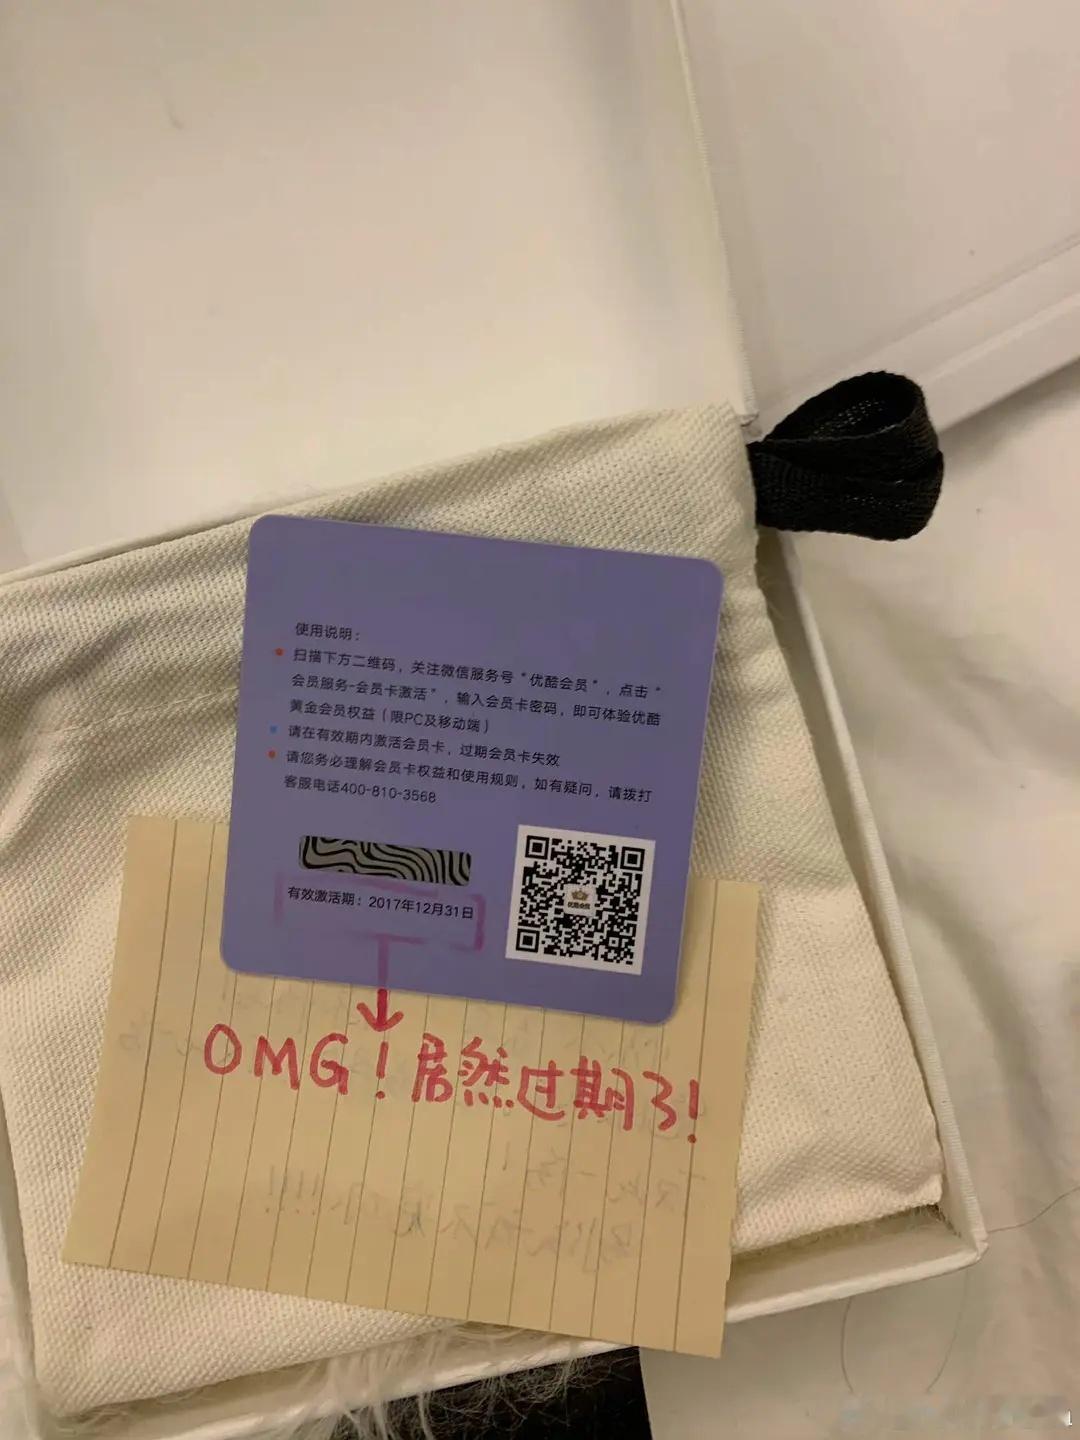 使用说明：
扫描下方二维码，关注微信服务号“优酷会员”，点击“
会员服务-会员卡激活”，输入会员卡密码，即可体验优酷
黄金会员权益（限PC及移动端）
请在有效期内激活会员卡，过期会员卡失效
请您务必理解会员卡权益和使用规则，如有疑问，请拨打
客服电话400-810-3568
优酷会员
有效激活期：2017年12月31日
OMG！居然过期了！